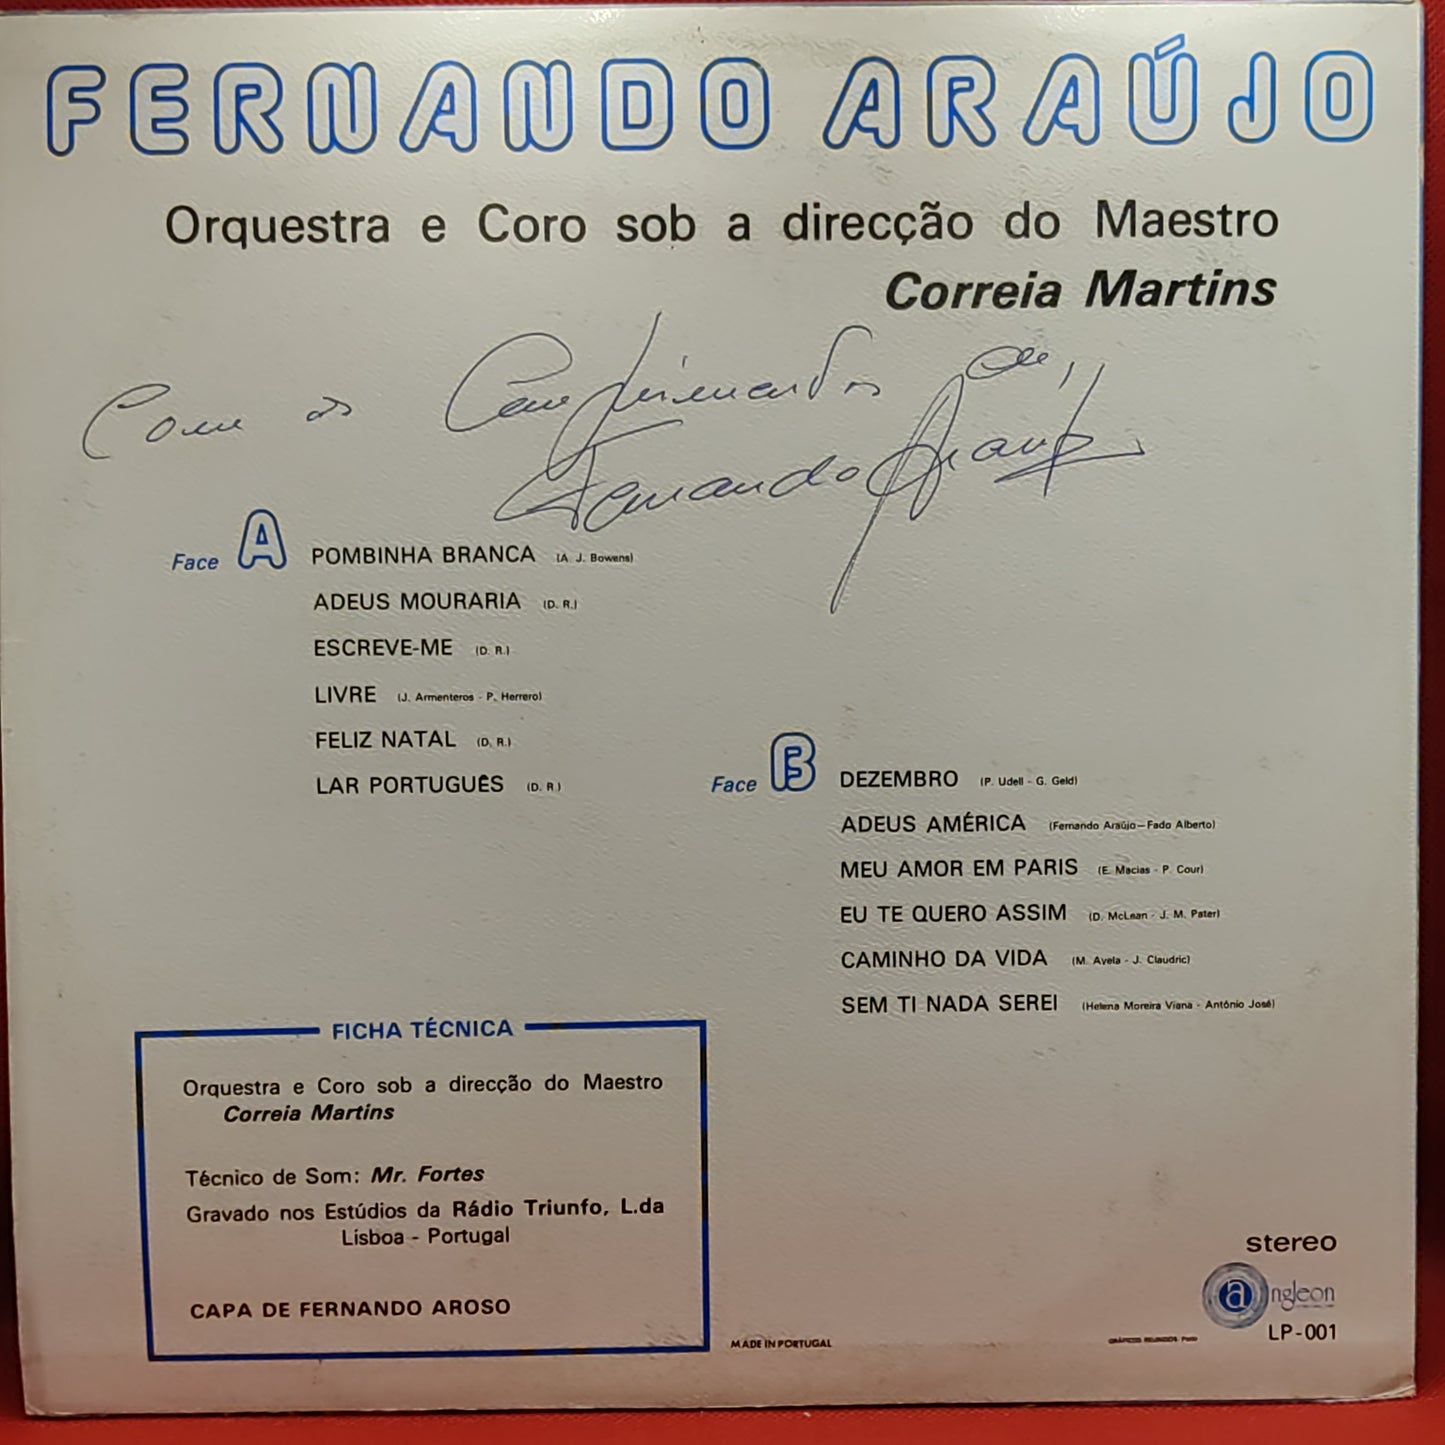 FERNANDO ARAÚJO
Orquestra e Coro sob a direcção do Maestro
Correia Martins
Com os Cumprimentos de,
Fernando Araújo
Face A
POMBINHA BRANCA (A. J. Bowens)
ADEUS MOURARIA (D. R.)
ESCREVE-ME (D. R.)
LIVRE (J. Armenteros - P. Herrero)
FELIZ NATAL (D. R.)
LAR PORTUGUÊS (D. R.)
Face B
DEZEMBRO (P. Udell - G. Geld)
ADEUS AMÉRICA (Fernando Araújo—Fado Alberto)
MEU AMOR EM PARIS (E. Macias - P. Cour)
EU TE QUERO ASSIM (D. McLean - J. M. Pater)
CAMINHO DA VIDA (M. Avela - J. Claudric)
SEM TI NADA SEREI (Helena Moreira Viana - António José)
FICHA TÉCNICA
Orquestra e Coro sob a direcção do Maestro
Correia Martins
Técnico de Som: Mr. Fortes
Gravado nos Estúdios da Rádio Triunfo, L.da
Lisboa - Portugal
CAPA DE FERNANDO AROSO
MADE IN PORTUGAL
GRÁFICOS REUNIDOS Porto
stereo
angleon
LP-001